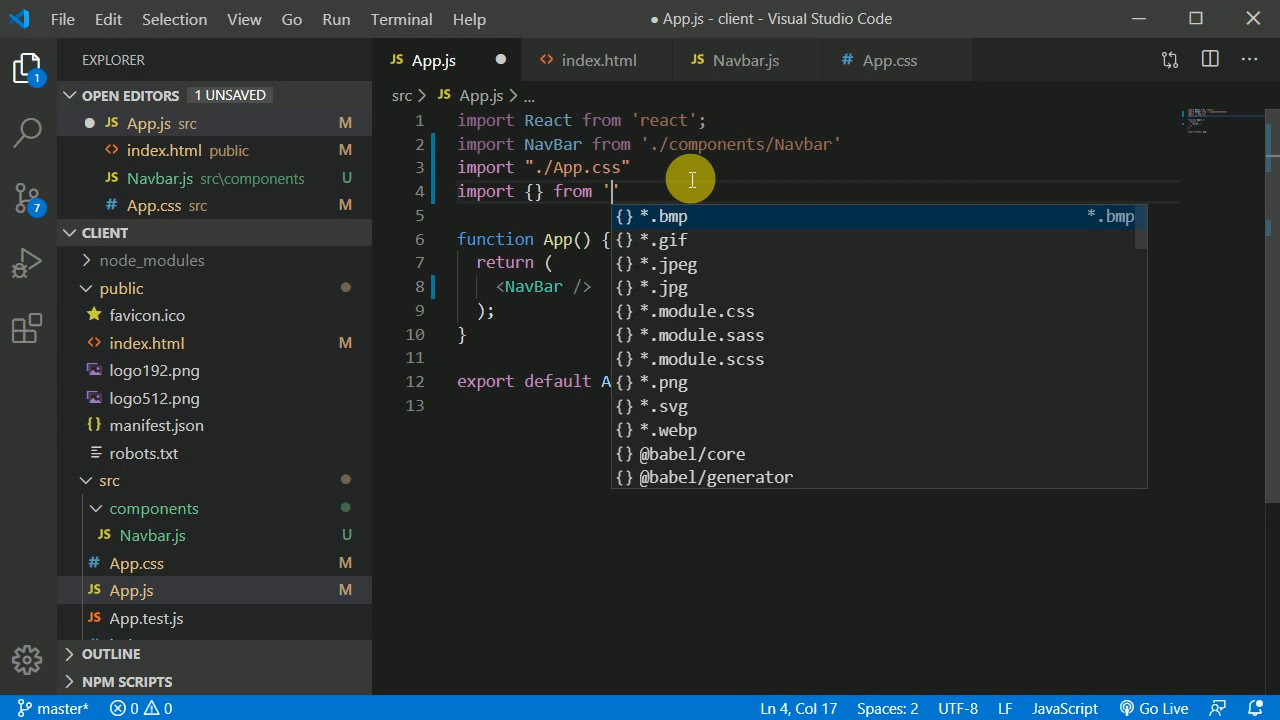 File Edit Selection View Go Run Terminal Help
● App.js - client - Visual Studio Code
EXPLORER
1
OPEN EDITORS 1 UNSAVED
JS App.js src M
<> index.html public M
JS Navbar.js src\components U
# App.css src M
7
CLIENT
node_modules
public
favicon.ico
<> index.html M
logo192.png
logo512.png
{} manifest.json
robots.txt
src
components
JS Navbar.js U
# App.css M
JS App.js M
JS App.test.js
OUTLINE
NPM SCRIPTS
JS App.js
<> index.html
JS Navbar.js
# App.css
src > JS App.js > ...
1 import React from 'react';
2 import NavBar from './components/Navbar'
3 import "./App.css"
4 import {} from ''
5
6 function App() {
7 return (
8 <NavBar />
9 );
10 }
11
12 export default A
13
{} *.bmp *.bmp
{} *.gif
{} *.jpeg
{} *.jpg
{} *.module.css
{} *.module.sass
{} *.module.scss
{} *.png
{} *.svg
{} *.webp
{} @babel/core
{} @babel/generator
master* 0 0 Ln 4, Col 17 Spaces: 2 UTF-8 LF JavaScript Go Live